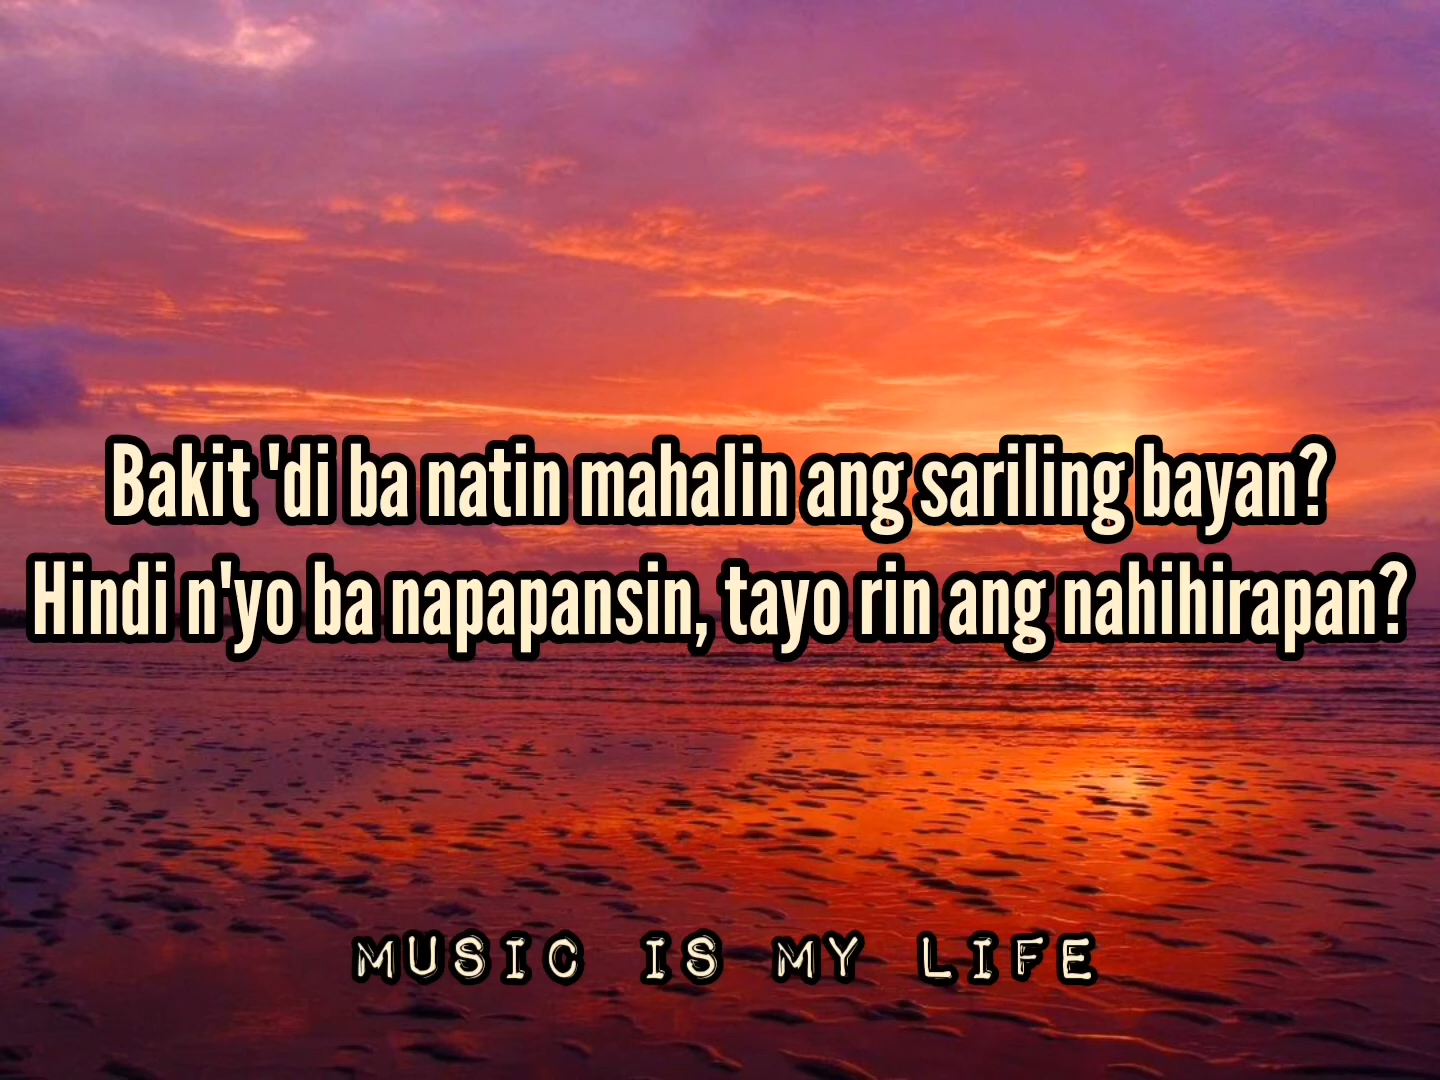 Bakit 'di ba natin mahalin ang sariling bayan?
Hindi n'yo ba napapansin, tayo rin ang nahihirapan?
MUSIC IS MY LIFE